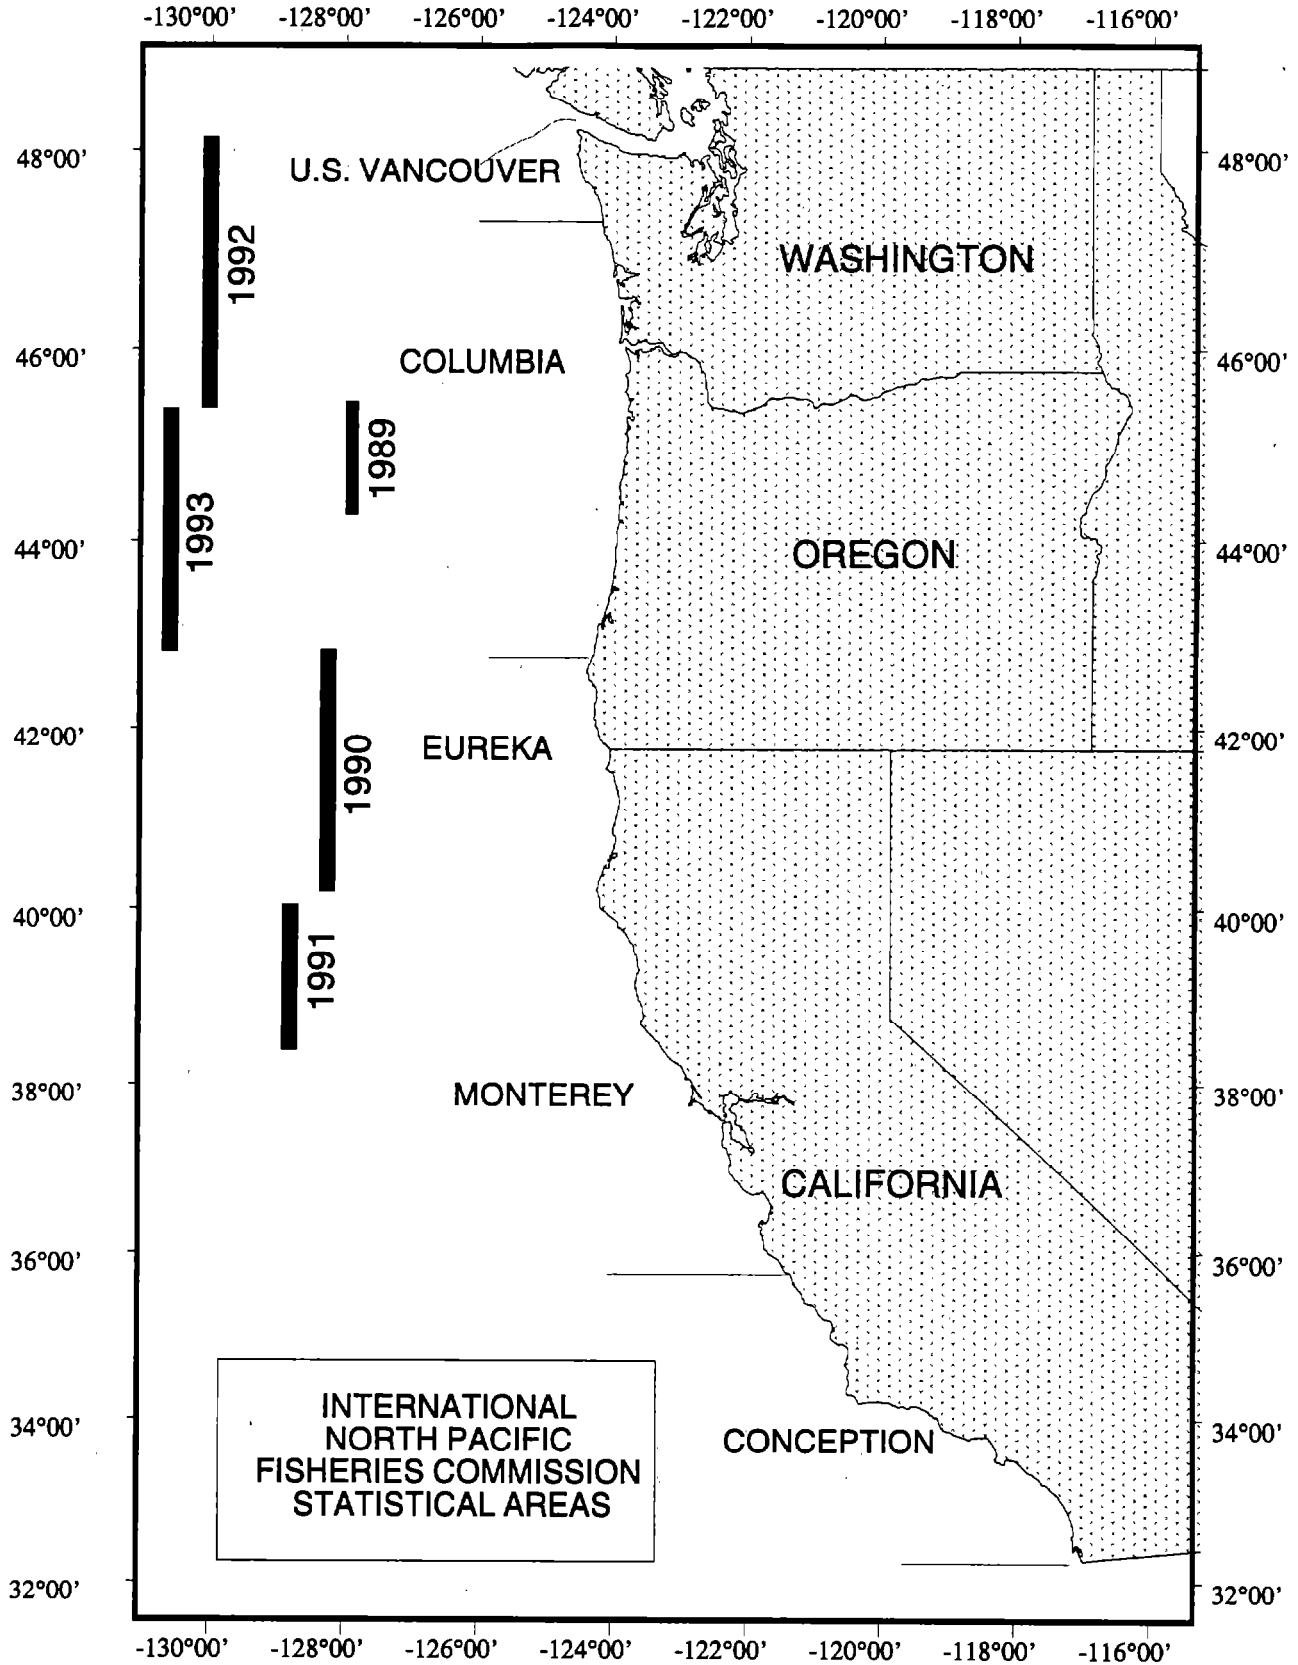 -130°00' -128°00' -126°00' -124°00' -122°00' -120°00' -118°00' -116°00'
48°00' 48°00'
U.S. VANCOUVER
1992
WASHINGTON
46°00' 46°00'
COLUMBIA
1989
1993
44°00' 44°00'
OREGON
42°00' 42°00'
EUREKA
1990
40°00' 40°00'
1991
38°00' 38°00'
MONTEREY
CALIFORNIA
36°00' 36°00'
INTERNATIONAL
NORTH PACIFIC
FISHERIES COMMISSION
STATISTICAL AREAS
34°00' 34°00'
CONCEPTION
32°00' 32°00'
-130°00' -128°00' -126°00' -124°00' -122°00' -120°00' -118°00' -116°00'